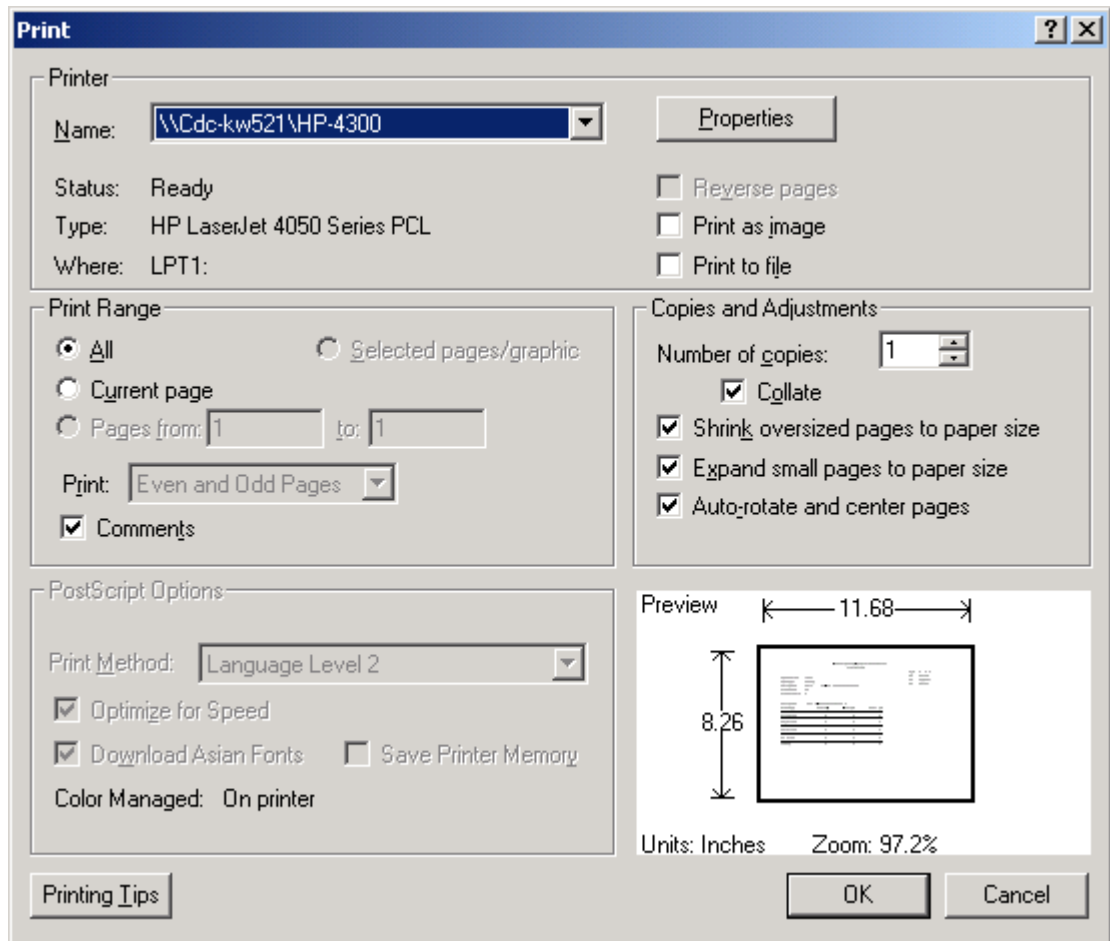 Print
Printer
Name: \\Cdc-kw521\HP-4300 Properties
Status: Ready Reverse pages
Type: HP LaserJet 4050 Series PCL Print as image
Where: LPT1: Print to file
Print Range
All Selected pages/graphic
Current page
Pages from: 1 to: 1
Print: Even and Odd Pages
Comments
Copies and Adjustments
Number of copies: 1
Collate
Shrink oversized pages to paper size
Expand small pages to paper size
Auto-rotate and center pages
PostScript Options
Print Method: Language Level 2
Optimize for Speed
Download Asian Fonts Save Printer Memory
Color Managed: On printer
Preview 11.68
8.26
Units: Inches Zoom: 97.2%
Printing Tips OK Cancel